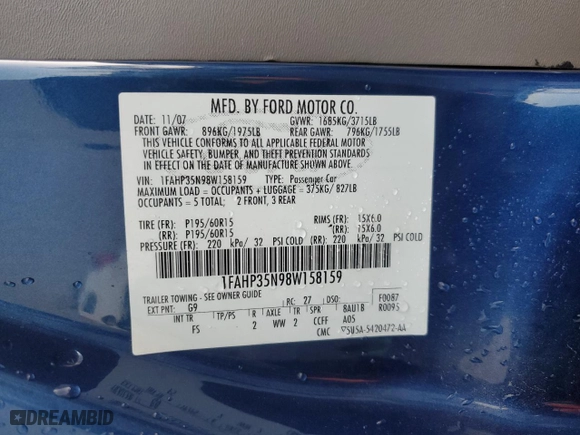 MFD. BY FORD MOTOR CO.
DATE: 11/07 GVWR: 1685KG/3715LB
FRONT GAWR: 896KG/1975LB REAR GAWR: 796KG/1755LB
THIS VEHICLE CONFORMS TO ALL APPLICABLE FEDERAL MOTOR
VEHICLE SAFETY, BUMPER, AND THEFT PREVENTION STANDARDS
IN EFFECT ON THE DATE OF MANUFACTURE SHOWN ABOVE.
VIN: 1FAHP35N98W158159 TYPE: Passenger Car
MAXIMUM LOAD = OCCUPANTS + LUGGAGE = 375KG/827LB
OCCUPANTS = 5 TOTAL: 2 FRONT, 3 REAR
TIRE (FR): P195/60R15 RIMS (FR): 15X6.0
(RR): P195/60R15 (RR): 15X6.0
PRESSURE (FR): 220 kPa/ 32 PSI COLD (RR): 220 kPa/ 32 PSI COLD
1FAHP35N98W158159
TRAILER TOWING - SEE OWNER GUIDE
EXT PNT: G9 RC: 27 DSO: F0087
R0095
INT TR TP/PS R AXLE TR SPR 8AU1B
FS 2 WW 2 CCFF A05
CMC 5U5A-5420472-AA
DREAMBID